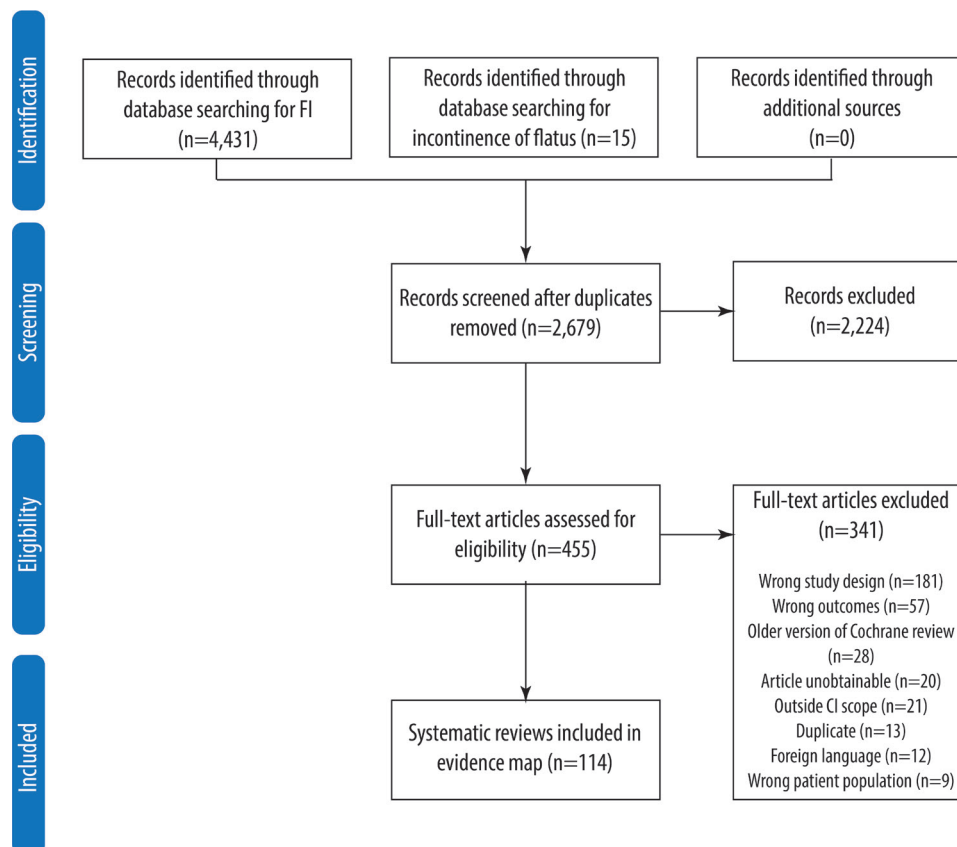 Identification
Records identified through
database searching for FI
(n=4,431)
Records identified through
database searching for
incontinence of flatus (n=15)
Records identified through
additional sources
(n=0)
Screening
Records screened after duplicates
removed (n=2,679)
Records excluded
(n=2,224)
Eligibility
Full-text articles assessed for
eligibility (n=455)
Full-text articles excluded
(n=341)
Wrong study design (n=181)
Wrong outcomes (n=57)
Older version of Cochrane review
(n=28)
Article unobtainable (n=20)
Outside CI scope (n=21)
Duplicate (n=13)
Foreign language (n=12)
Wrong patient population (n=9)
Included
Systematic reviews included in
evidence map (n=114)